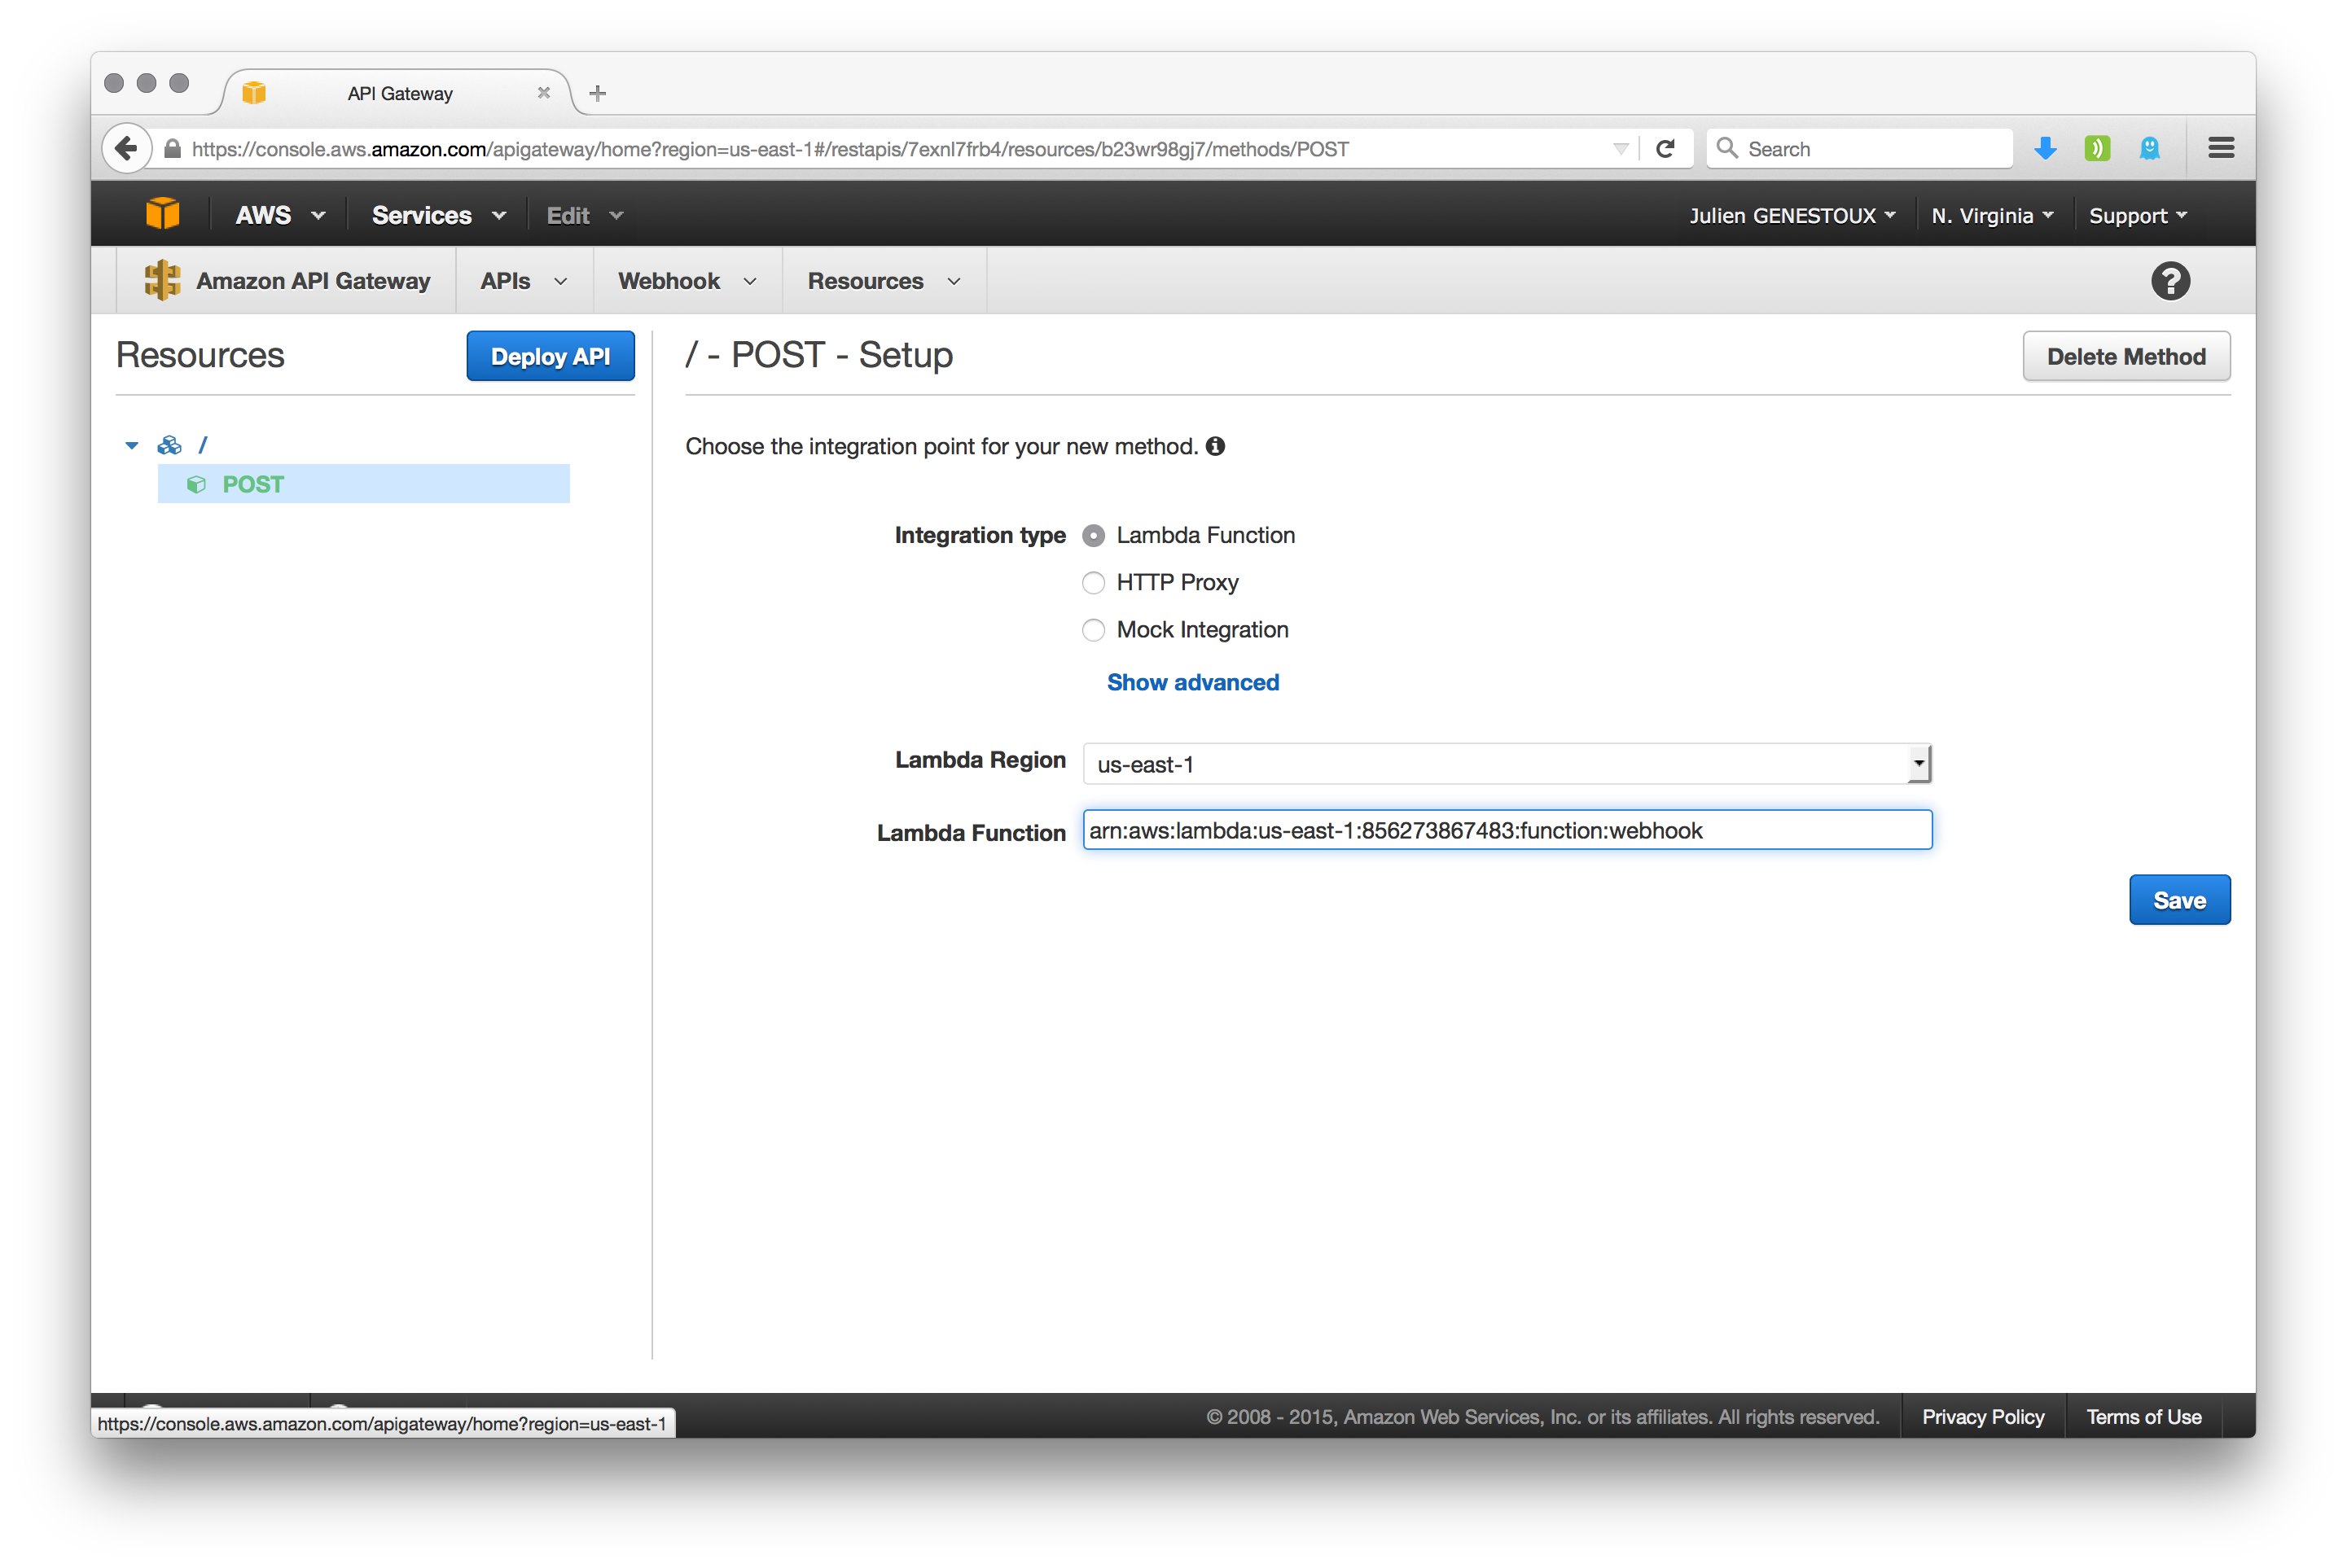 API Gateway
https://console.aws.amazon.com/apigateway/home?region=us-east-1#/restapis/7exnl7frb4/resources/b23wr98gj7/methods/POST
Search
AWS Services Edit Julien GENESTOUX N. Virginia Support
Amazon API Gateway APIs Webhook Resources ?
Resources Deploy API / - POST - Setup Delete Method
Choose the integration point for your new method.
/
POST
Integration type Lambda Function
HTTP Proxy
Mock Integration
Show advanced
Lambda Region us-east-1
Lambda Function arn:aws:lambda:us-east-1:856273867483:function:webhook
Save
© 2008 - 2015, Amazon Web Services, Inc. or its affiliates. All rights reserved. Privacy Policy Terms of Use
https://console.aws.amazon.com/apigateway/home?region=us-east-1